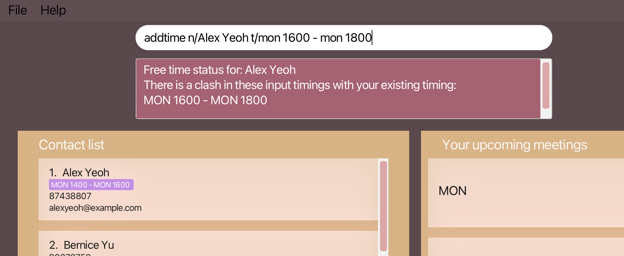 File Help
addtime n/Alex Yeoh t/mon 1600 - mon 1800
Free time status for: Alex Yeoh
There is a clash in these input timings with your existing timing:
MON 1600 - MON 1800
Contact list
1. Alex Yeoh
MON 1400 - MON 1600
87438807
alexyeoh@example.com
2. Bernice Yu
Your upcoming meetings
MON